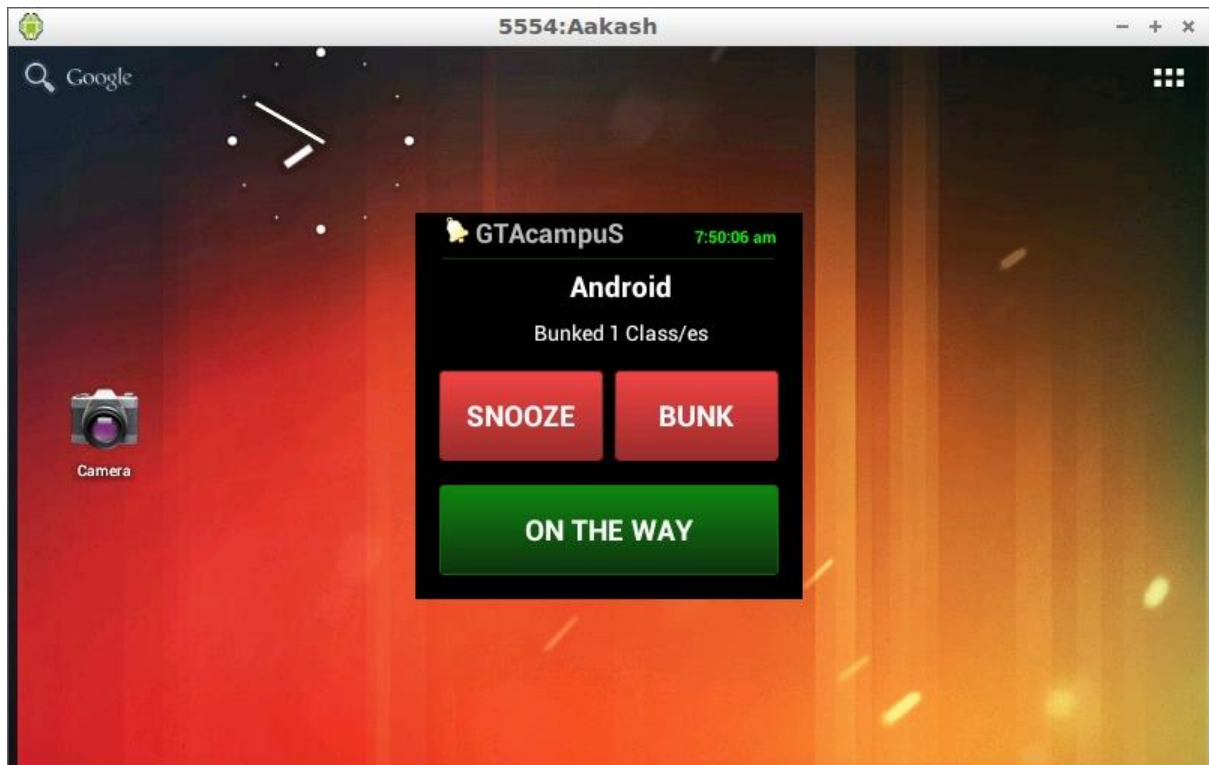 5554:Aakash
Google
GTAcampuS 7:50:06 am
Android
Bunked 1 Class/es
SNOOZE BUNK
ON THE WAY
Camera